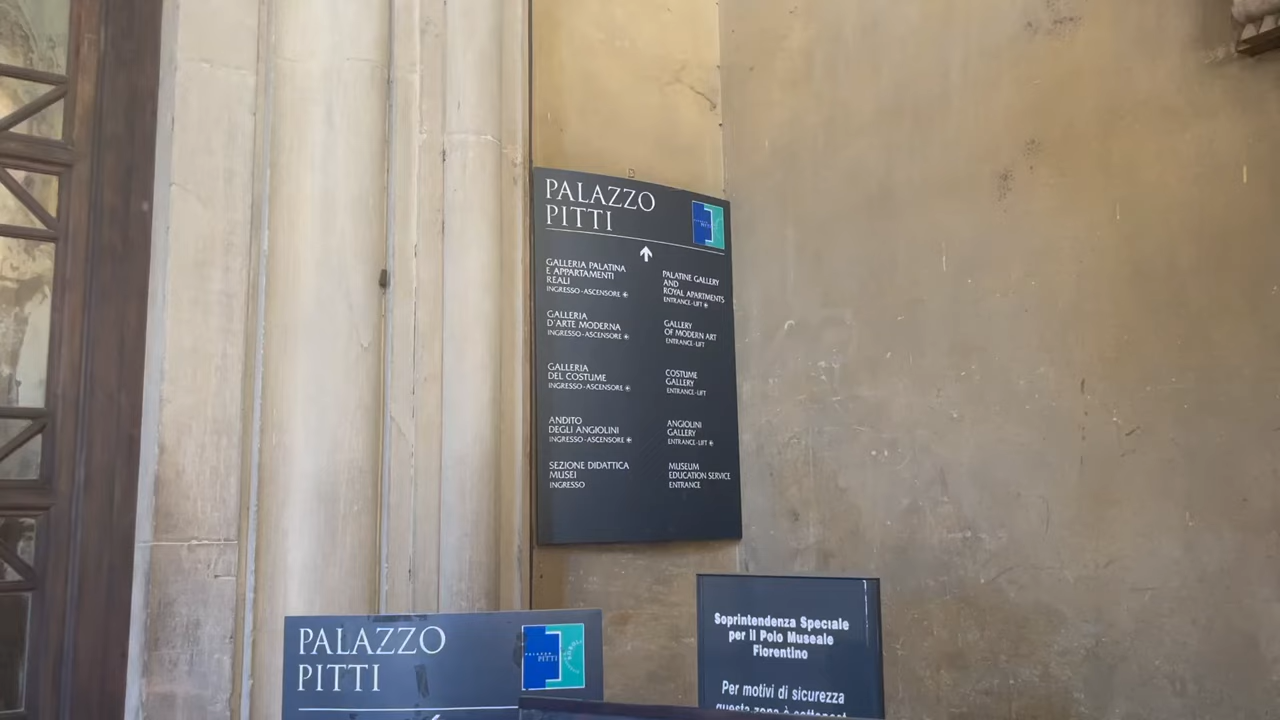 PALAZZO
PITTI
GALLERIA PALATINA
E APPARTAMENTI
REALI
INGRESSO-ASCENSORE
GALLERIA
D'ARTE MODERNA
INGRESSO-ASCENSORE
GALLERIA
DEL COSTUME
INGRESSO-ASCENSORE
ANDITO
DEGLI ANGIOLINI
INGRESSO-ASCENSORE
SEZIONE DIDATTICA
MUSEI
INGRESSO
PALATINE GALLERY
AND
ROYAL APARTMENTS
ENTRANCE-LIFT
GALLERY
OF MODERN ART
ENTRANCE-LIFT
COSTUME
GALLERY
ENTRANCE-LIFT
ANGIOLINI
GALLERY
ENTRANCE-LIFT
MUSEUM
EDUCATION SERVICE
ENTRANCE
PALAZZO
PITTI
PALAZZO
PITTI
Soprintendenza Speciale
per il Polo Museale
Fiorentino
Per motivi di sicurezza
questa zona è